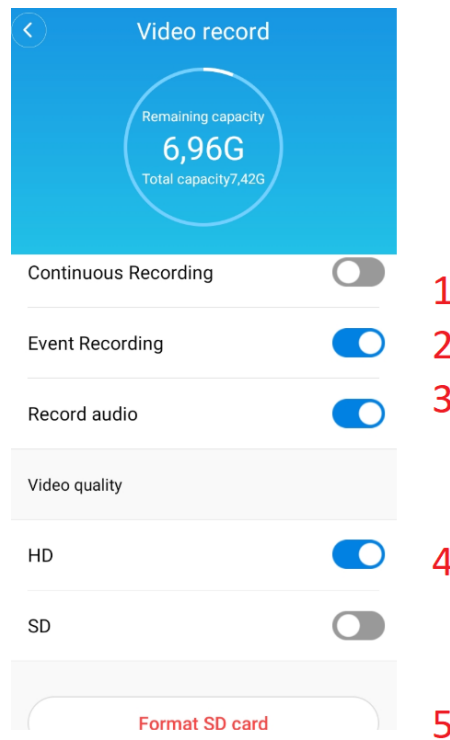 Video record
Remaining capacity
6,96G
Total capacity7,42G
Continuous Recording
1
Event Recording
2
Record audio
3
Video quality
HD
4
SD
Format SD card
5